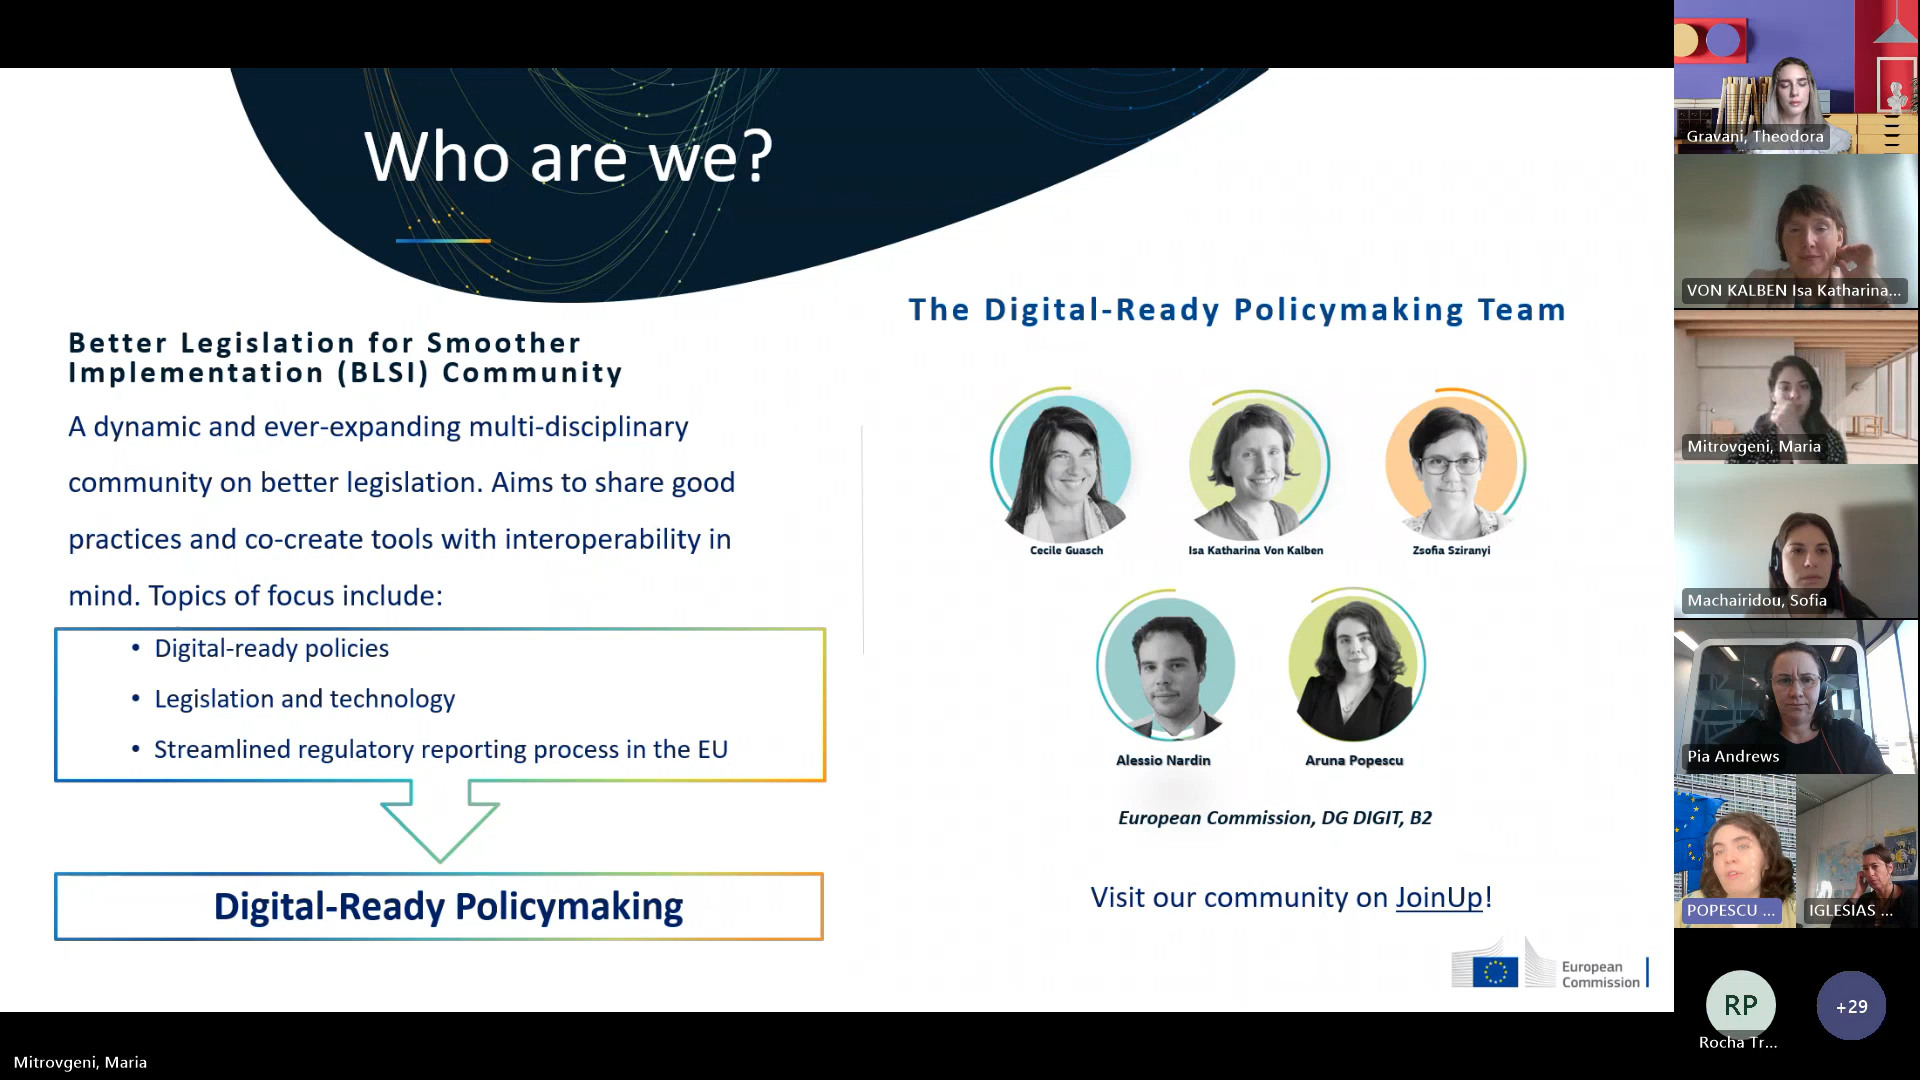 Who are we?
Better Legislation for Smoother
Implementation (BLSI) Community
A dynamic and ever-expanding multi-disciplinary
community on better legislation. Aims to share good
practices and co-create tools with interoperability in
mind. Topics of focus include:
• Digital-ready policies
• Legislation and technology
• Streamlined regulatory reporting process in the EU
Digital-Ready Policymaking
The Digital-Ready Policymaking Team
Cecile Guasch
Isa Katharina Von Kalben
Zsofia Sziranyi
Alessio Nardin
Aruna Popescu
European Commission, DG DIGIT, B2
Visit our community on JoinUp!
European
Commission
Gravani, Theodora
VON KALBEN Isa Katharina...
Mitrovgeni, Maria
Machairidou, Sofia
Pia Andrews
POPESCU ...
IGLESIAS ...
RP
Rocha Tr...
+29
Mitrovgeni, Maria